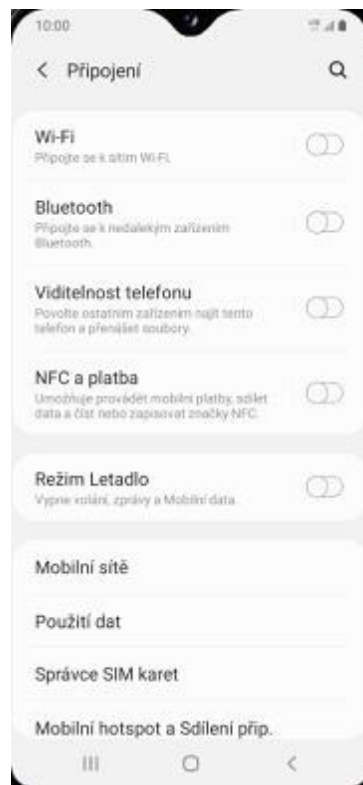 10:00
Připojení
Wi-Fi
Připojte se k sítím Wi-Fi.
Bluetooth
Připojte se k nedalekým zařízením
Bluetooth.
Viditelnost telefonu
Povolte ostatním zařízením najít tento
telefon a přenášet soubory.
NFC a platba
Umožňuje provádět mobilní platby, sdílet
data a číst nebo zapisovat značky NFC.
Režim Letadlo
Vypne volání, zprávy a Mobilní data.
Mobilní sítě
Použití dat
Správce SIM karet
Mobilní hotspot a Sdílení přip.